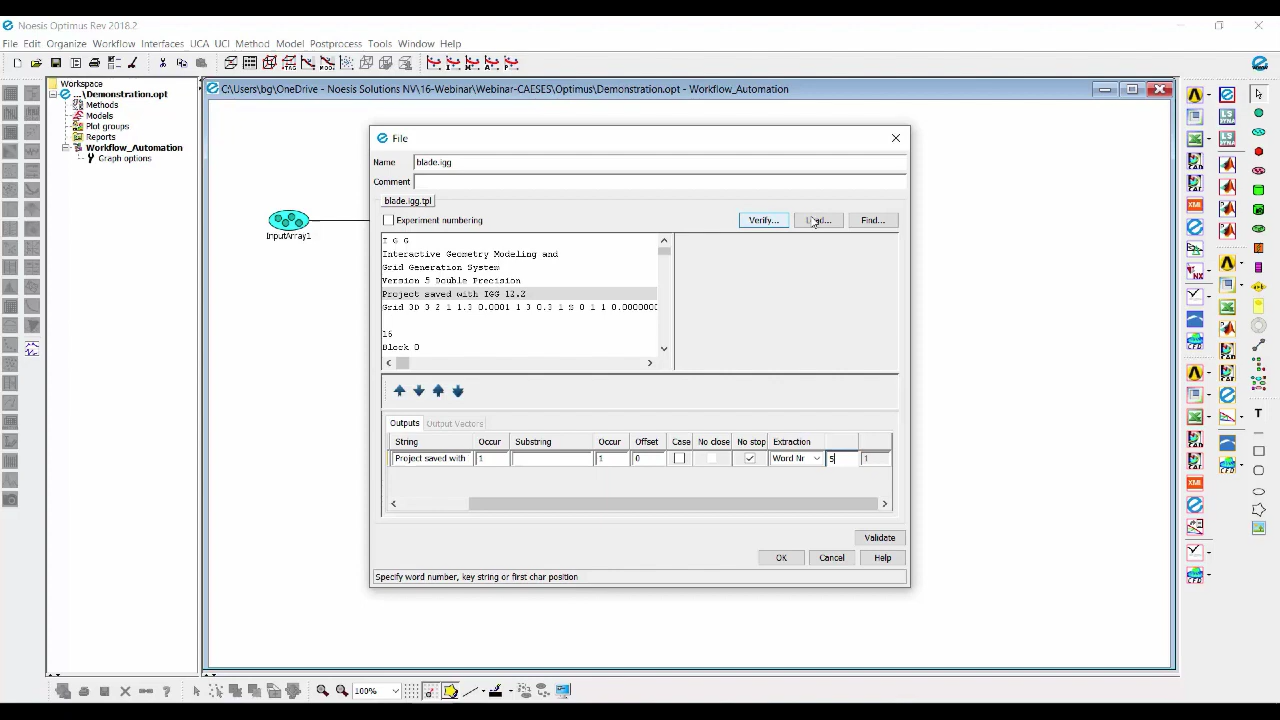 Noesis Optimus Rev 2018.2
File Edit Organize Workflow Interfaces UCA UCI Method Model Postprocess Tools Window Help
Workspace
...\Demonstration.opt
Methods
Models
Plot groups
Reports
Workflow_Automation
Graph options
C:\Users\bg\OneDrive - Noesis Solutions NV\16-Webinar\Webinar-CAESES\Optimus\Demonstration.opt - Workflow_Automation
InputArray1
File
Name blade.igg
Comment
blade.igg.tpl
Experiment numbering
Verify... Load... Find...
I G G
Interactive Geometry Modeling and
Grid Generation System
Version 5 Double Precision
Project saved with IGG 12.2
16
Outputs Output Vectors
String Occur Substring Occur Offset Case No close No stop Extraction
Project saved with 1 1 0 Word Nr 5 1
Validate
OK Cancel Help
Specify word number, key string or first char position
100%